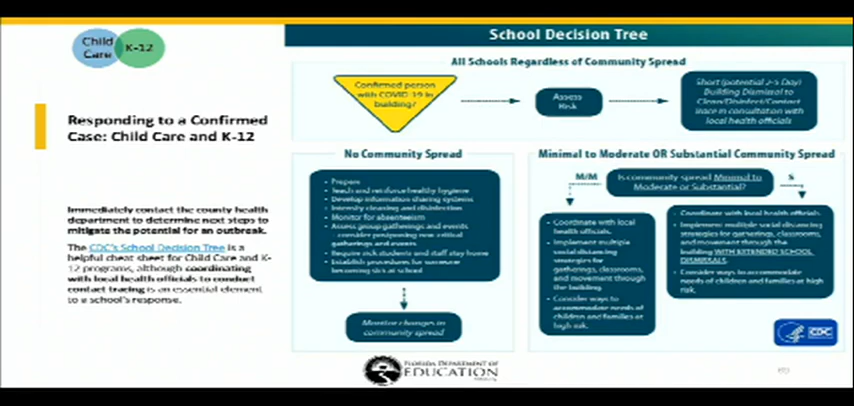 Child
Care
K-12
School Decision Tree
All Schools Regardless of Community Spread
Confirmed person
with COVID-19 in
building?
Assess
Risk
Short (potential 2-5 Day)
Building Dismissal to
Clean/Disinfect/Contact
Trace in consultation with
local health officials
Responding to a Confirmed
Case: Child Care and K-12
Immediately contact the county health
department to determine next steps to
mitigate the potential for an outbreak.
The CDC's School Decision Tree is a
helpful cheat sheet for Child Care and K-
12 programs, although coordinating
with local health officials to conduct
contact tracing is an essential element
to a school's response.
No Community Spread
• Prepare
• Teach and reinforce healthy hygiene
• Develop information sharing systems
• Intensify cleaning and disinfection
• Monitor for absenteeism
• Assess group gatherings and events
consider postponing non critical
gatherings and events
• Require sick students and staff stay home
• Establish procedures for someone
becoming sick at school
Monitor changes in
community spread
Minimal to Moderate OR Substantial Community Spread
M/M
Is community spread Minimal to
Moderate or Substantial?
S
• Coordinate with local
health officials.
• Implement multiple
social distancing
strategies for
gatherings, classrooms,
and movement through
the building.
• Consider ways to
accommodate needs of
children and families at
high risk.
• Coordinate with local health officials.
• Implement multiple social distancing
strategies for gatherings, classrooms,
and movement through the
building WITH EXTENDED SCHOOL
DISMISSALS.
• Consider ways to accommodate
needs of children and families at high
risk.
CDC
FLORIDA DEPARTMENT OF
EDUCATION